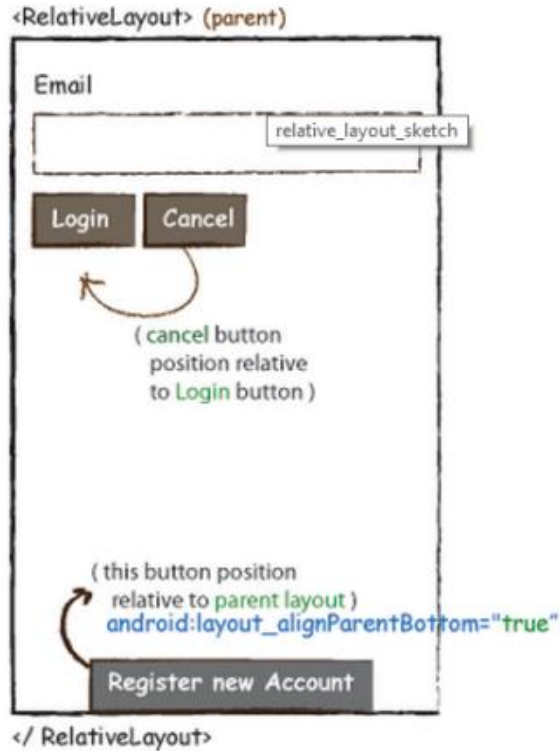 <RelativeLayout> (parent)
Email
relative_layout_sketch
Login Cancel
( cancel button
position relative
to Login button )
( this button position
relative to parent layout )
android:layout_alignParentBottom="true"
Register new Account
</ RelativeLayout>